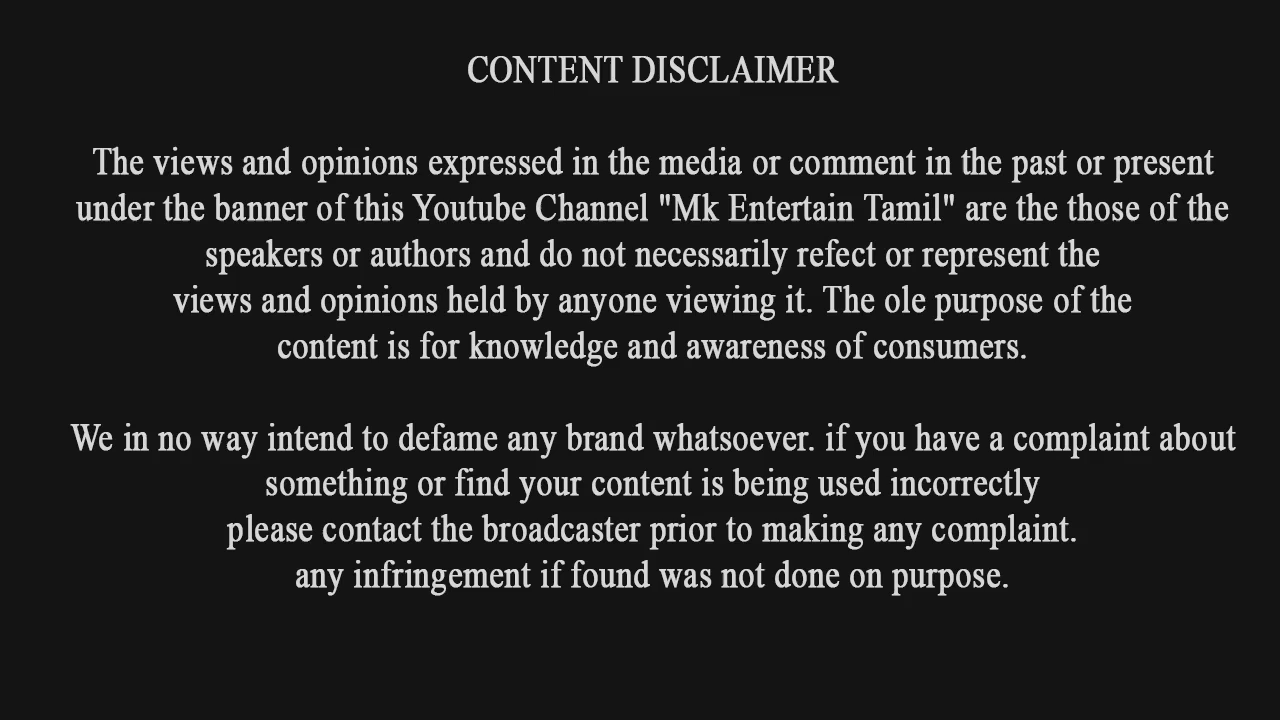 CONTENT DISCLAIMER
The views and opinions expressed in the media or comment in the past or present
under the banner of this Youtube Channel "Mk Entertain Tamil" are the those of the
speakers or authors and do not necessarily refect or represent the
views and opinions held by anyone viewing it. The ole purpose of the
content is for knowledge and awareness of consumers.
We in no way intend to defame any brand whatsoever. if you have a complaint about
something or find your content is being used incorrectly
please contact the broadcaster prior to making any complaint.
any infringement if found was not done on purpose.